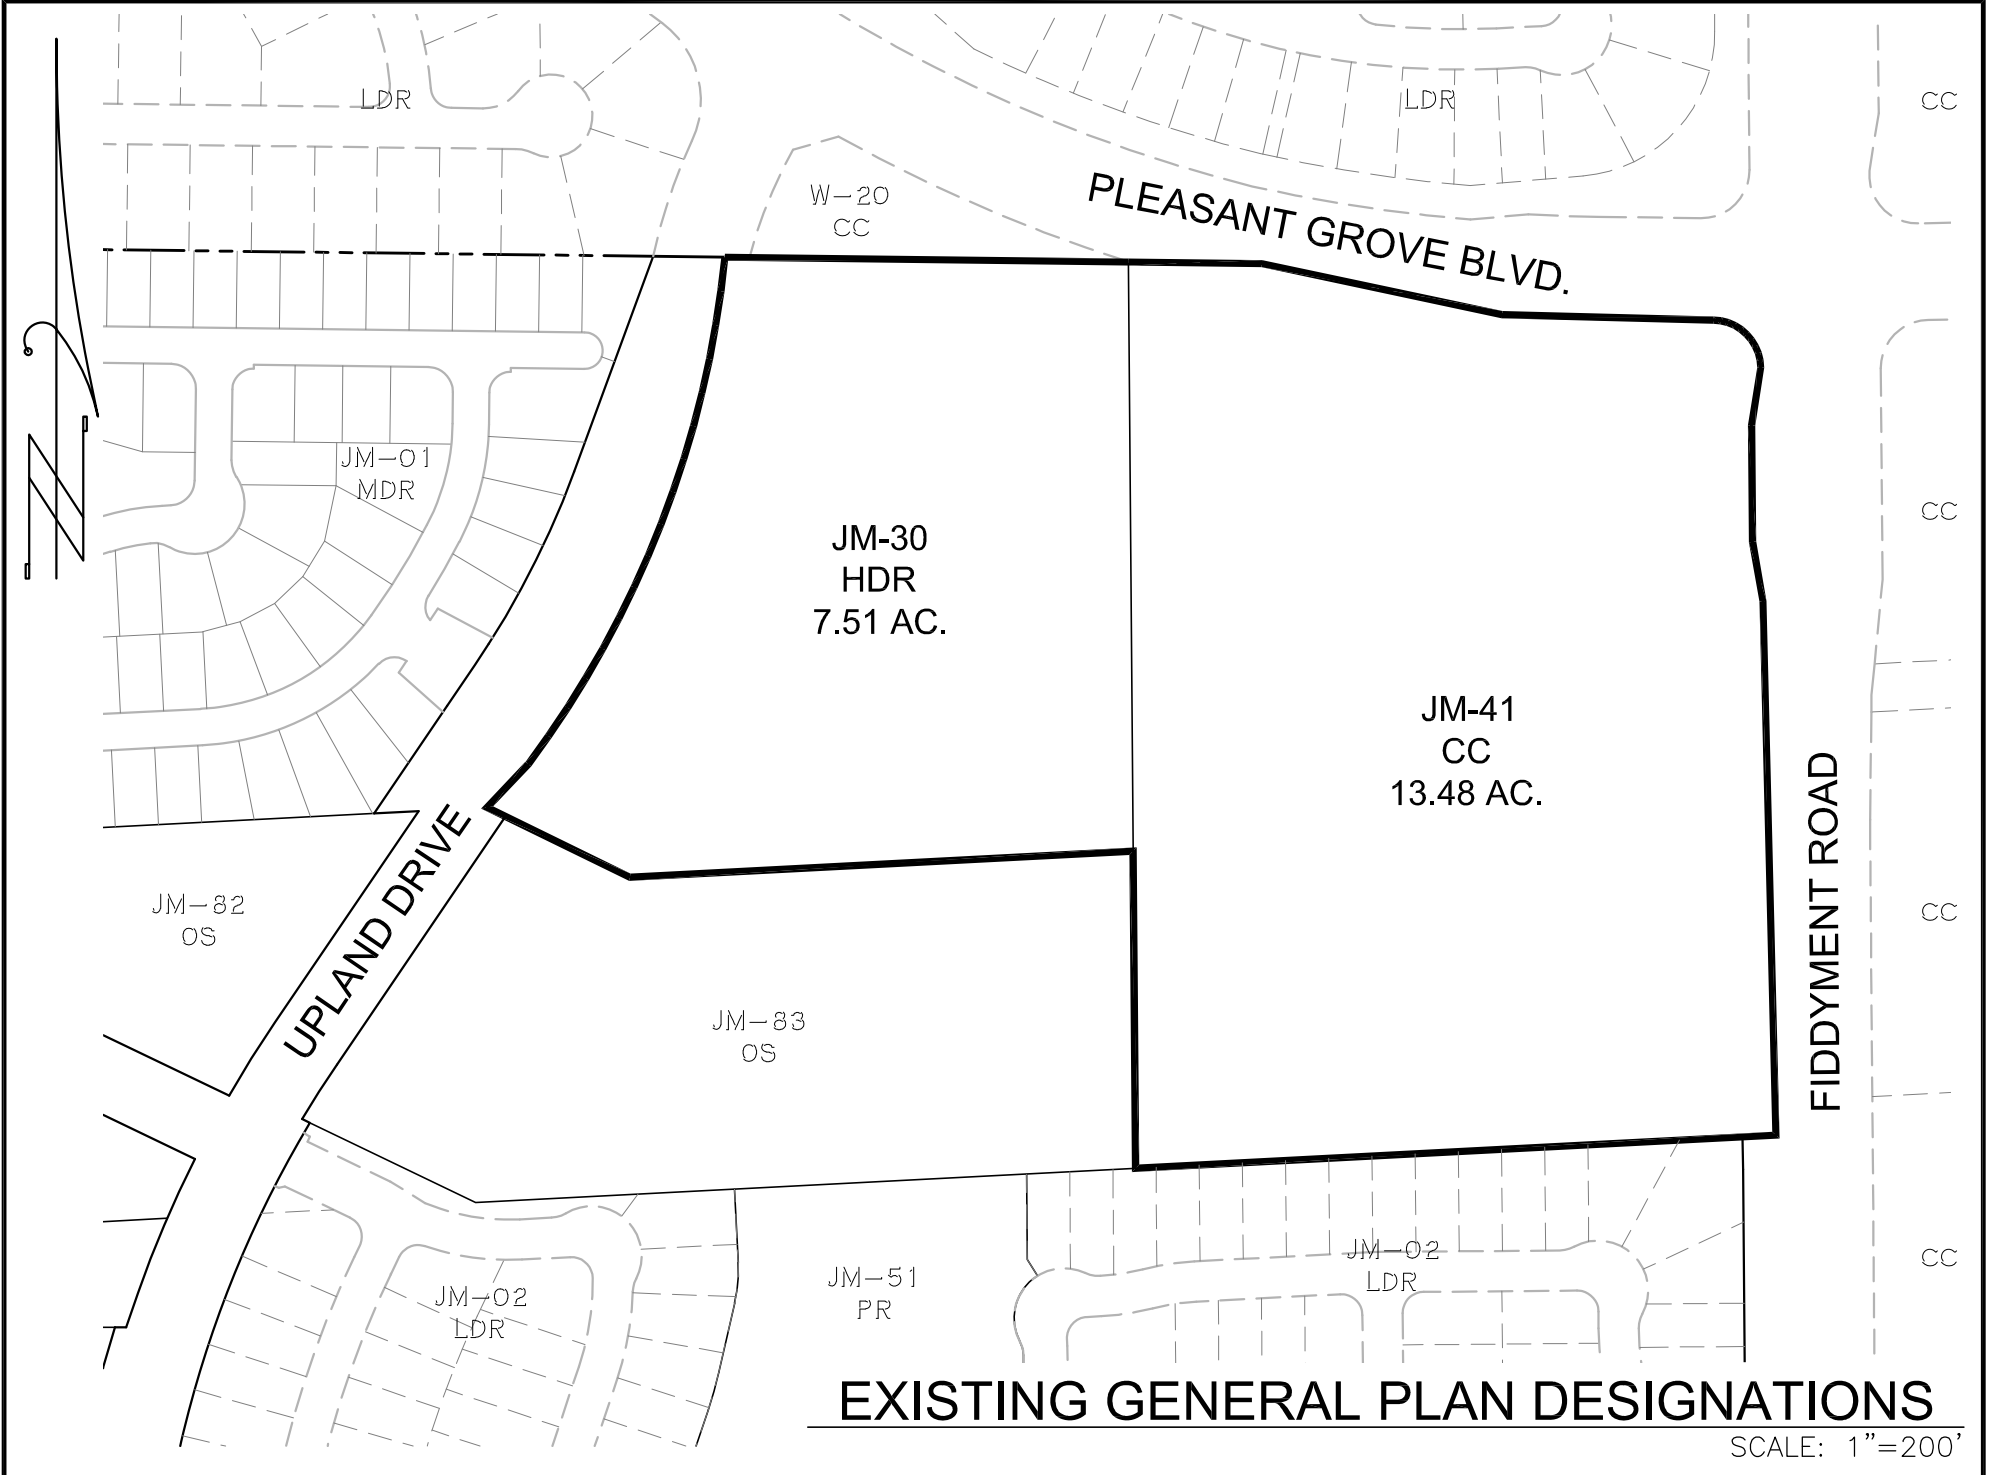 LDR
LDR
CC
W-20
CC
PLEASANT GROVE BLVD.
JM-01
MDR
CC
JM-30
HDR
7.51 AC.
JM-41
CC
13.48 AC.
UPLAND DRIVE
FIDDYMENT ROAD
JM-82
OS
CC
JM-83
OS
JM-02
LDR
JM-51
PR
JM-02
LDR
CC
N
EXISTING GENERAL PLAN DESIGNATIONS
SCALE: 1"=200'